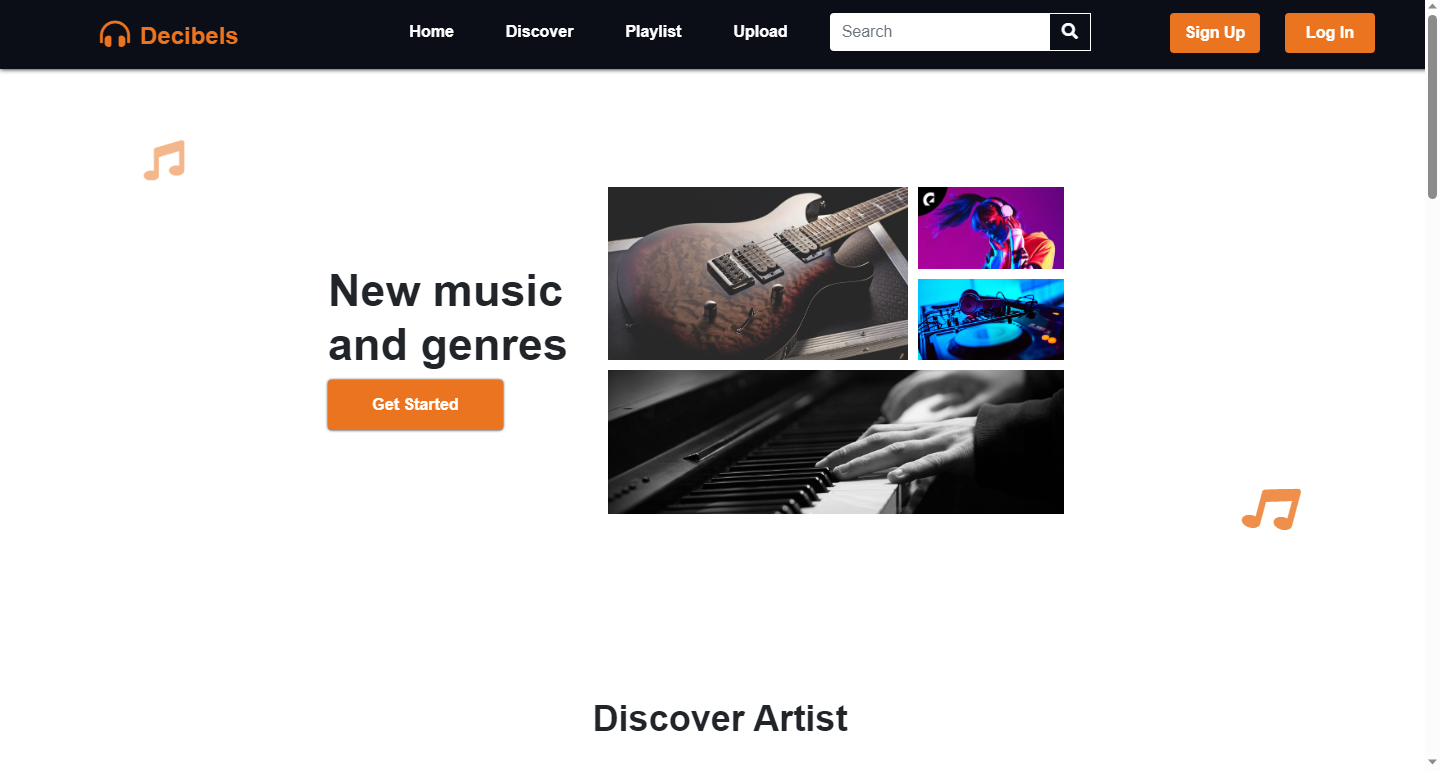 Decibels
Home
Discover
Playlist
Upload
Search
Sign Up
Log In
New music
and genres
Get Started
Discover Artist